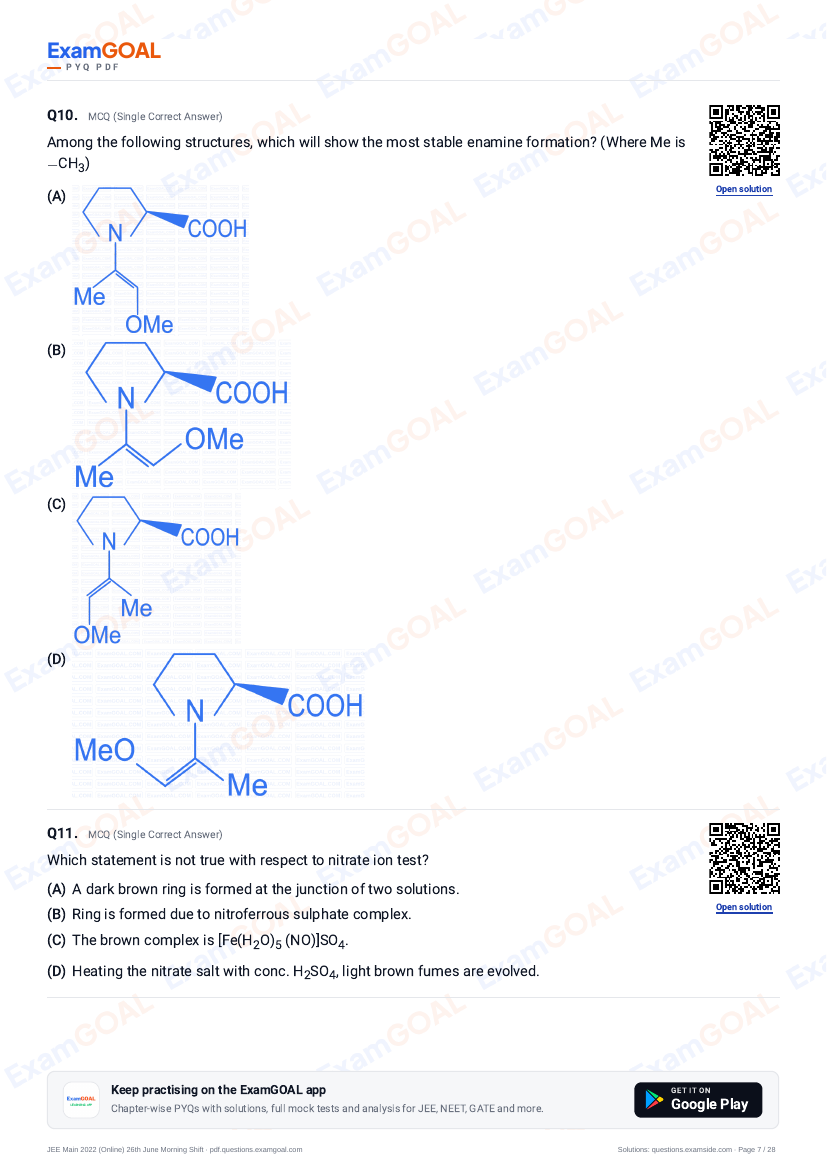 ExamGOAL
PYQ PDF
Q10. MCQ (Single Correct Answer)
Among the following structures, which will show the most stable enamine formation? (Where Me is
−CH3)
Open solution
(A)
N
COOH
Me
OMe
(B)
N
COOH
OMe
Me
(C)
N
COOH
Me
OMe
(D)
N
COOH
MeO
Me
Q11. MCQ (Single Correct Answer)
Which statement is not true with respect to nitrate ion test?
(A) A dark brown ring is formed at the junction of two solutions.
(B) Ring is formed due to nitroferrous sulphate complex.
(C) The brown complex is [Fe(H2O)5 (NO)]SO4.
(D) Heating the nitrate salt with conc. H2SO4, light brown fumes are evolved.
Open solution
ExamGOAL
Keep practising on the ExamGOAL app
Chapter-wise PYQs with solutions, full mock tests and analysis for JEE, NEET, GATE and more.
GET IT ON
Google Play
JEE Main 2022 (Online) 26th June Morning Shift · pdf.questions.examgoal.com
Solutions: questions.examside.com · Page 7 / 28